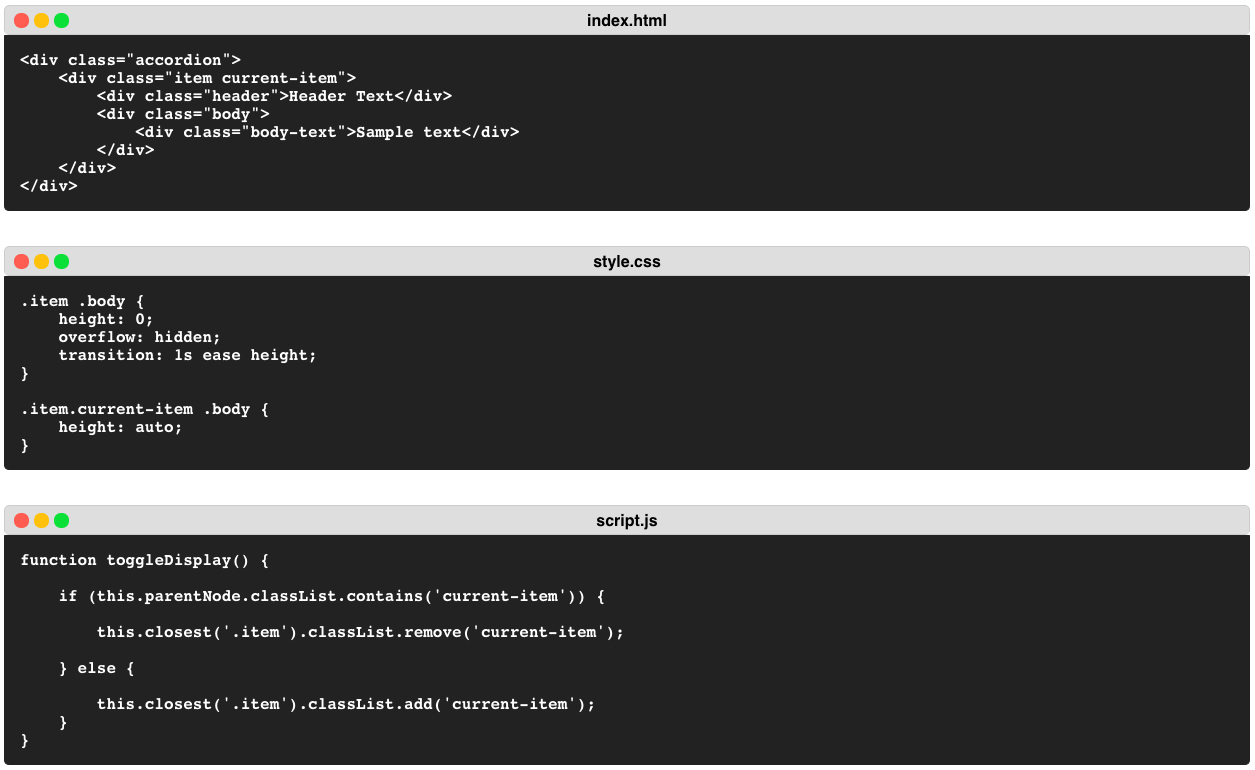 index.html
<div class="accordion">
    <div class="item current-item">
        <div class="header">Header Text</div>
        <div class="body">
            <div class="body-text">Sample text</div>
        </div>
    </div>
</div>
style.css
.item .body {
    height: 0;
    overflow: hidden;
    transition: 1s ease height;
}
.item.current-item .body {
    height: auto;
}
script.js
function toggleDisplay() {
    if (this.parentNode.classList.contains('current-item')) {
        this.closest('.item').classList.remove('current-item');
    } else {
        this.closest('.item').classList.add('current-item');
    }
}